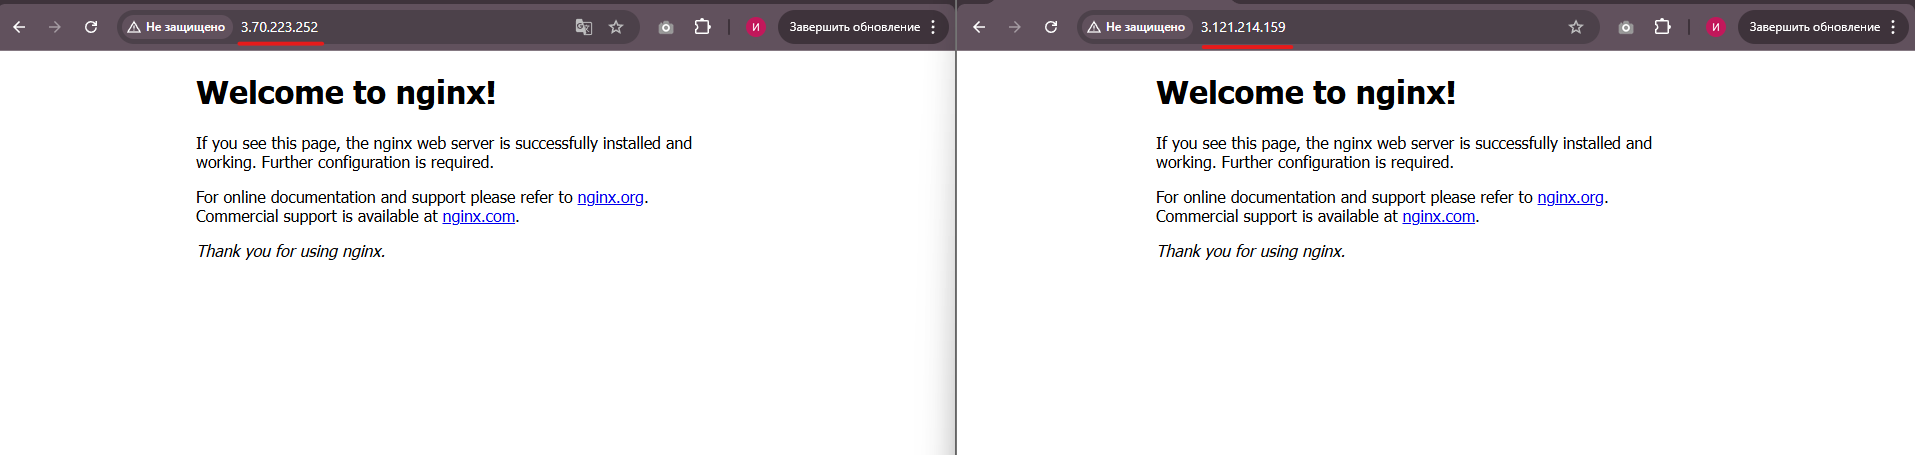 Не защищено 3.70.223.252 И Завершить обновление
Welcome to nginx!
If you see this page, the nginx web server is successfully installed and
working. Further configuration is required.
For online documentation and support please refer to nginx.org.
Commercial support is available at nginx.com.
Thank you for using nginx.
Не защищено 3.121.214.159 И Завершить обновление
Welcome to nginx!
If you see this page, the nginx web server is successfully installed and
working. Further configuration is required.
For online documentation and support please refer to nginx.org.
Commercial support is available at nginx.com.
Thank you for using nginx.